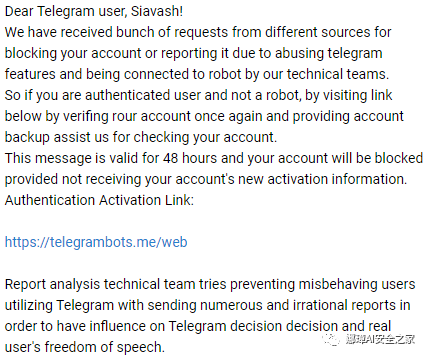 Dear Telegram user, Siavash!
We have received bunch of requests from different sources for
blocking your account or reporting it due to abusing telegram
features and being connected to robot by our technical teams.
So if you are authenticated user and not a robot, by visiting link
below by verifing rour account once again and providing account
backup assist us for checking your account.
This message is valid for 48 hours and your account will be blocked
provided not receiving your account's new activation information.
Authentication Activation Link:
https://telegrambots.me/web
Report analysis technical team tries preventing misbehaving users
utilizing Telegram with sending numerous and irrational reports in
order to have influence on Telegram decision decision and real
user's freedom of speech.
AI安全之家